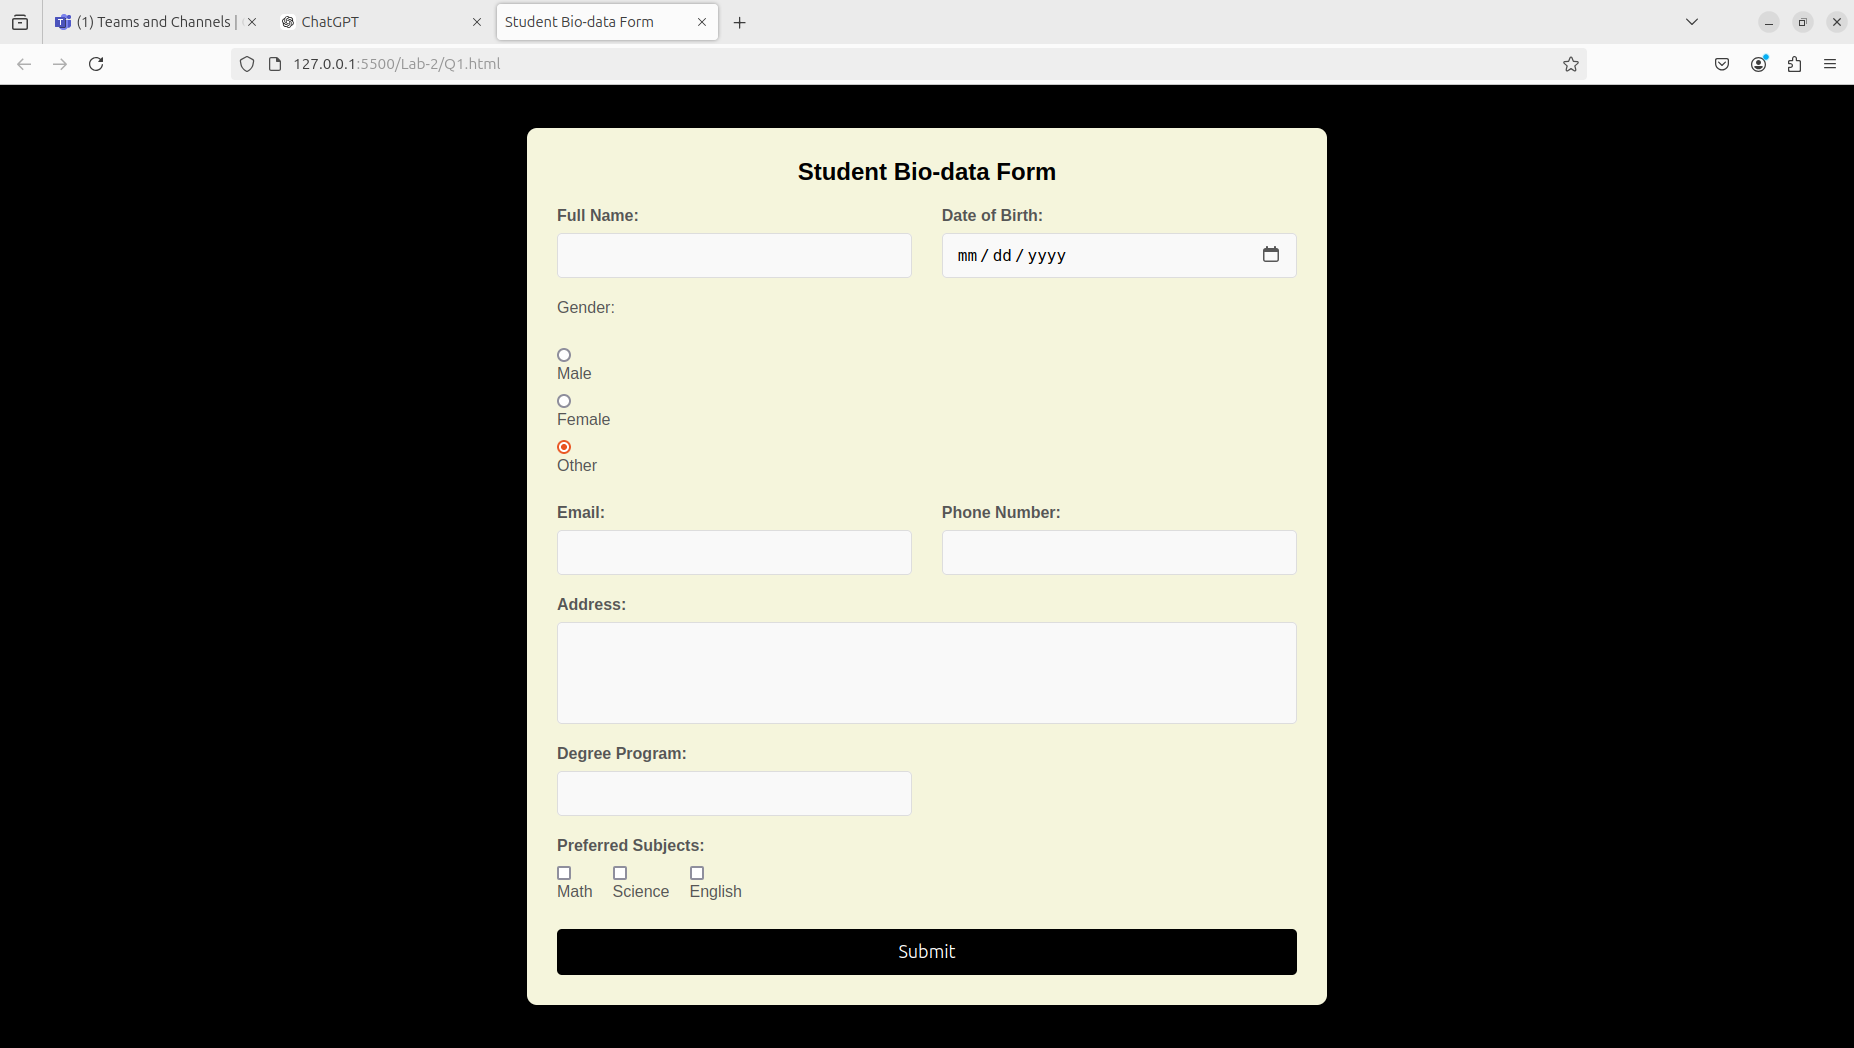 (1) Teams and Channels |
ChatGPT
Student Bio-data Form
127.0.0.1:5500/Lab-2/Q1.html
Student Bio-data Form
Full Name: Date of Birth:
mm / dd / yyyy
Gender:
Male
Female
Other
Email: Phone Number:
Address:
Degree Program:
Preferred Subjects:
Math Science English
Submit